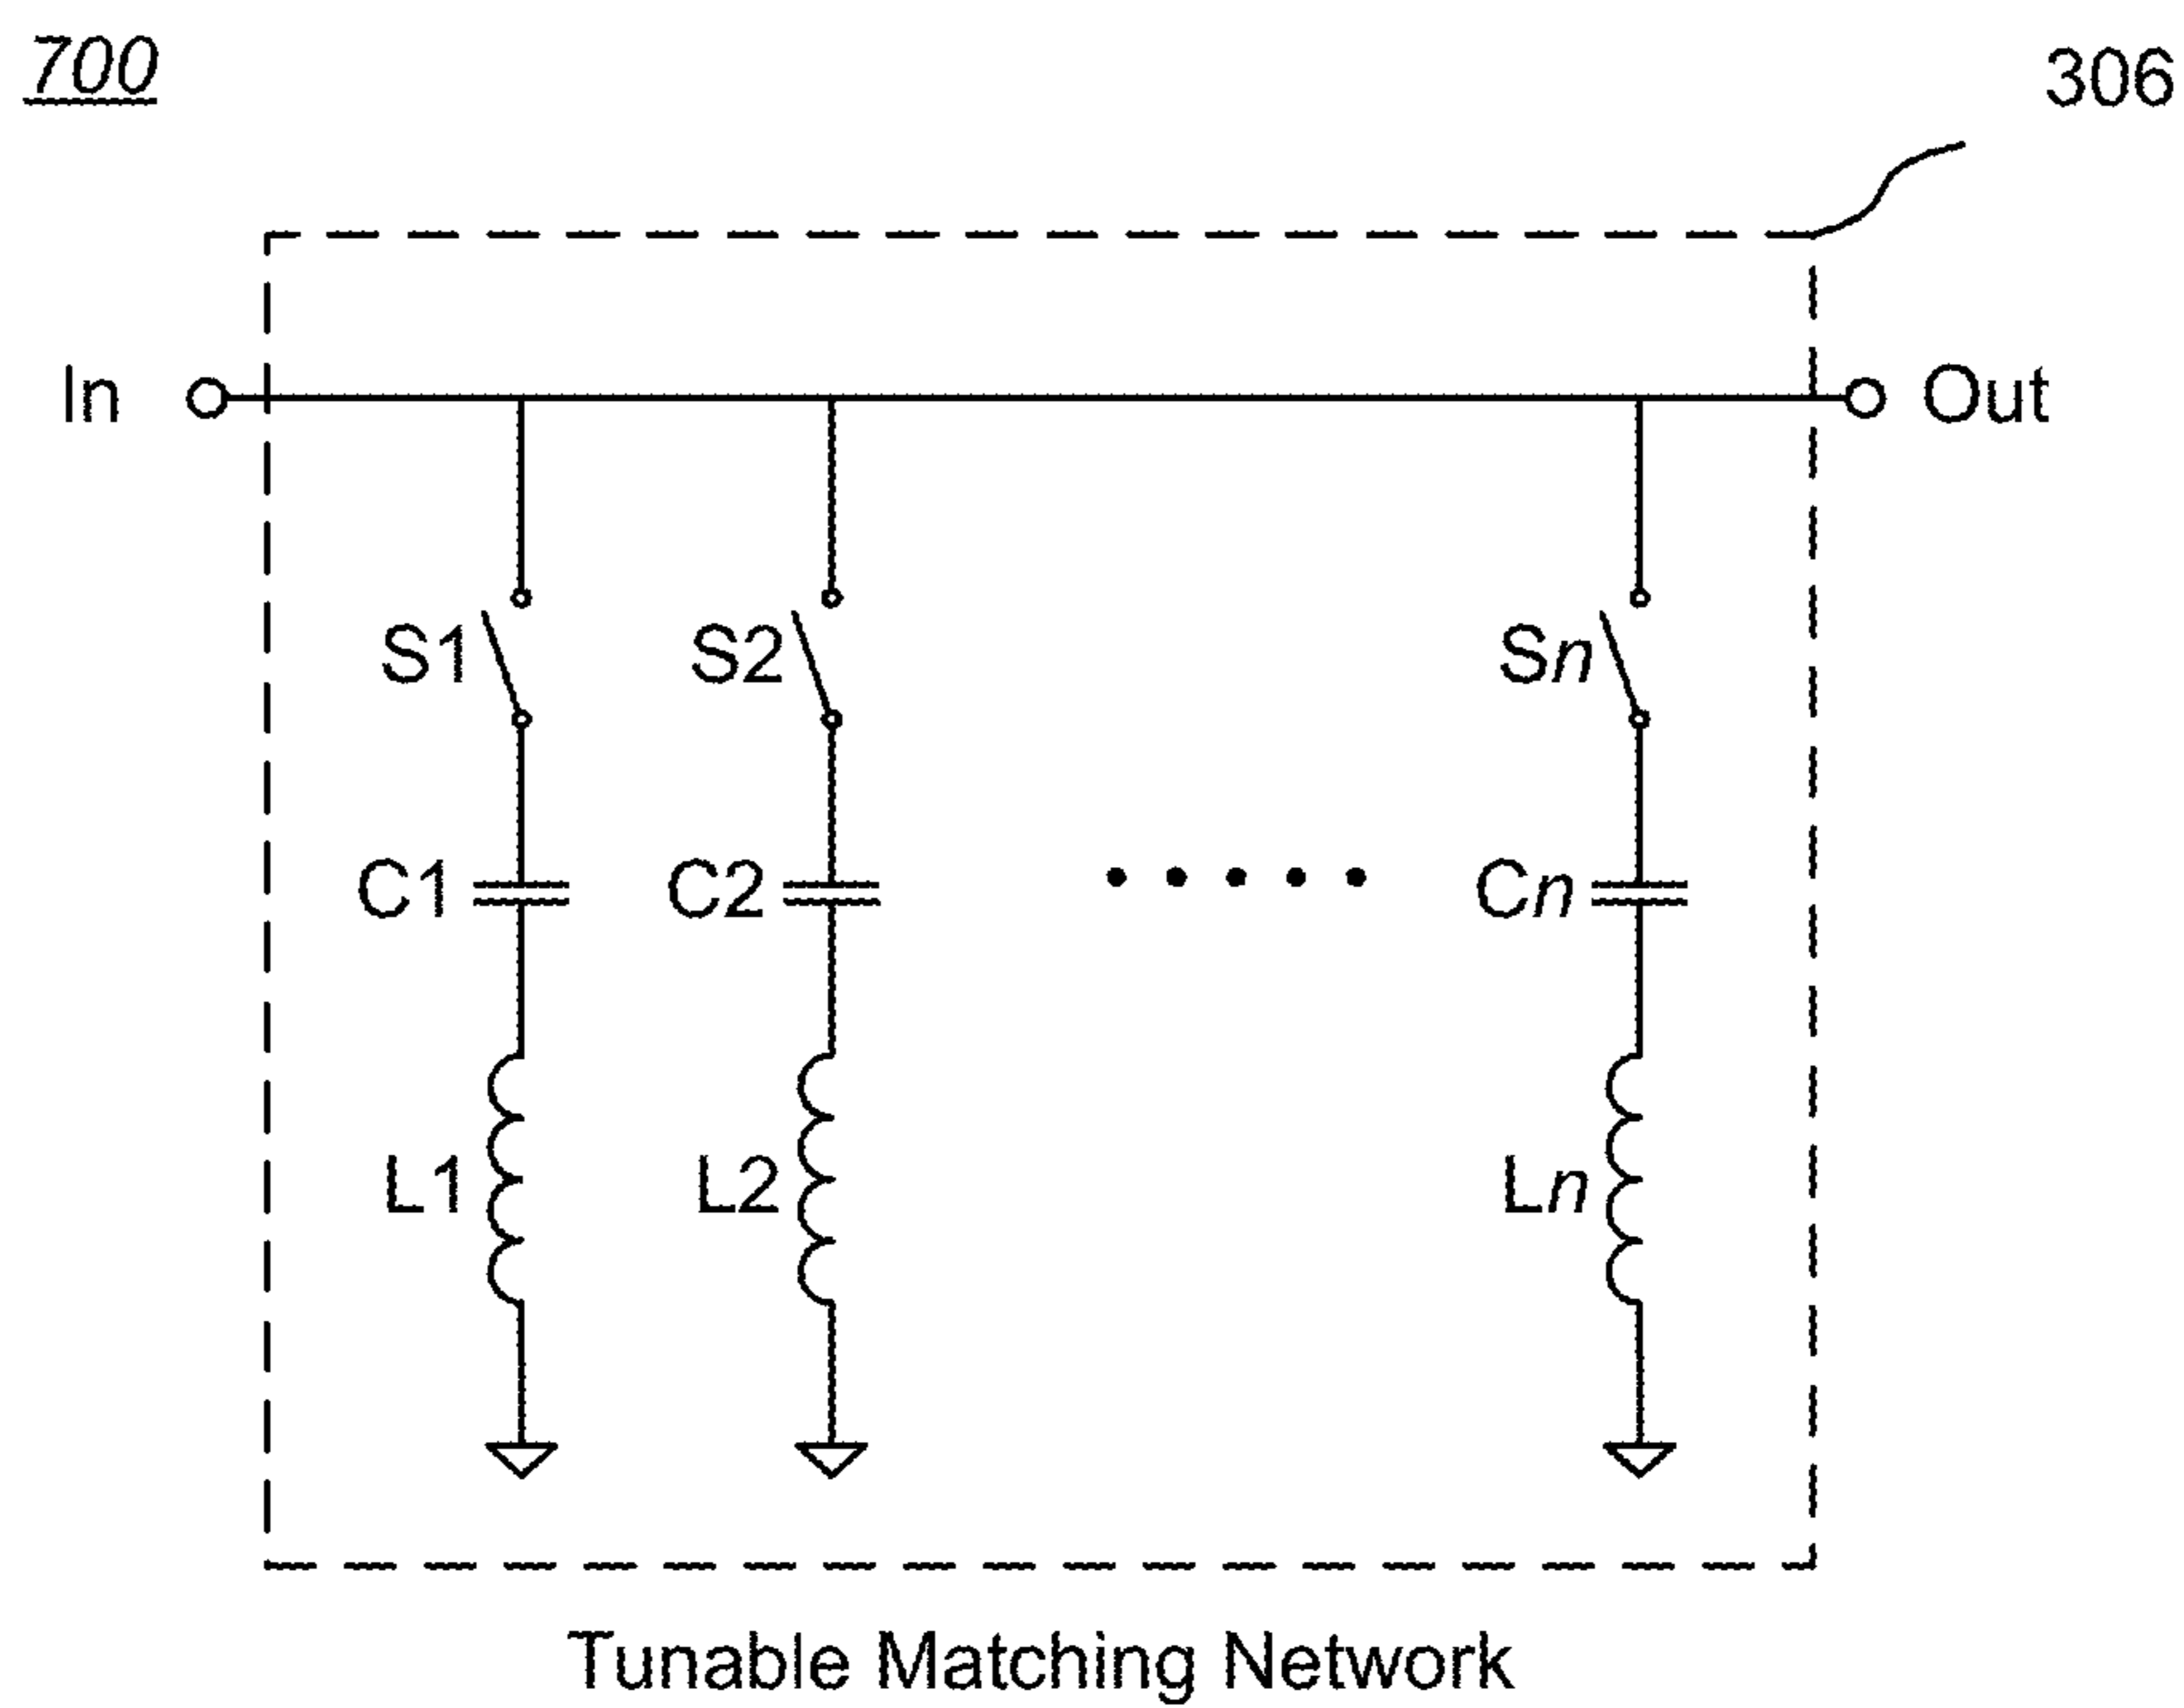 700
306
In
Out
S1
S2
Sn
C1
C2
Cn
L1
L2
Ln
Tunable Matching Network